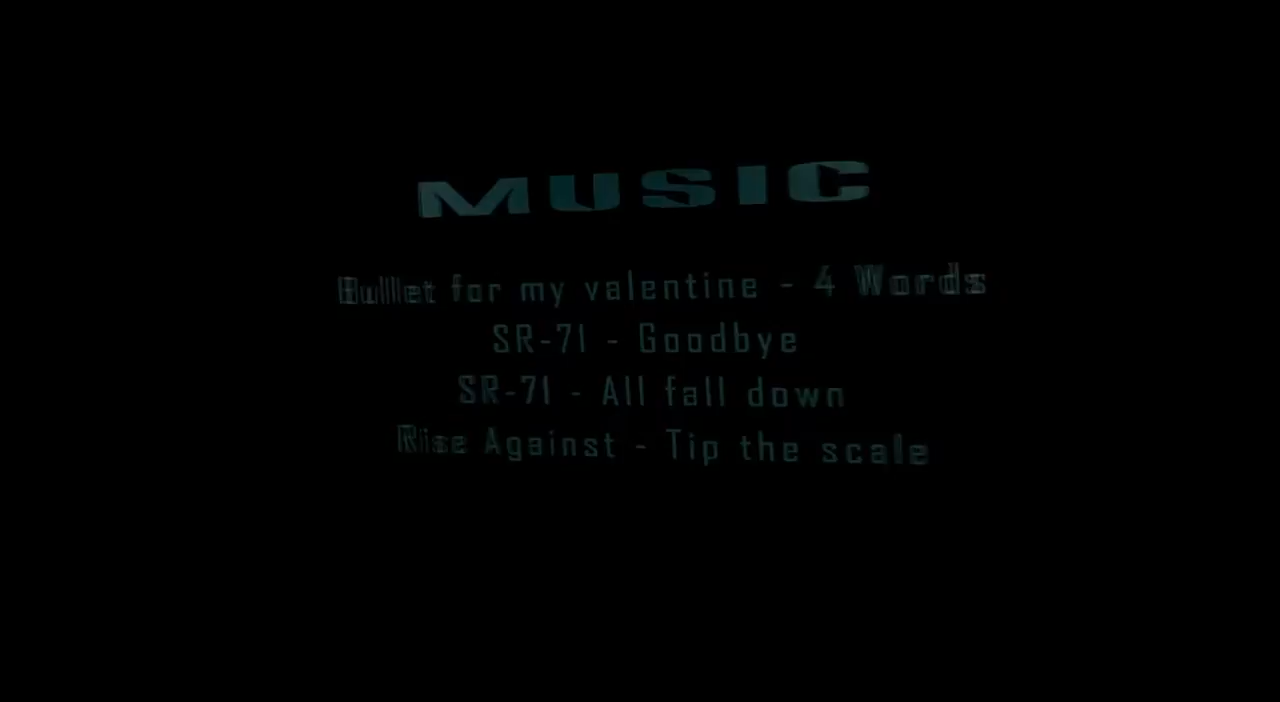 MUSIC
Bullet for my valentine - 4 Words
SR-71 - Goodbye
SR-71 - All fall down
Rise Against - Tip the scale